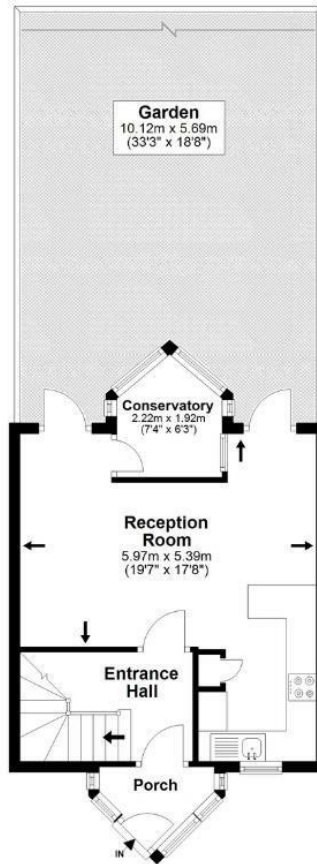 Garden
10.12m x 5.69m
(33'3" x 18'8")
Conservatory
2.22m x 1.92m
(7'4" x 6'3")
Reception
Room
5.97m x 5.39m
(19'7" x 17'8")
Entrance
Hall
Porch
IN